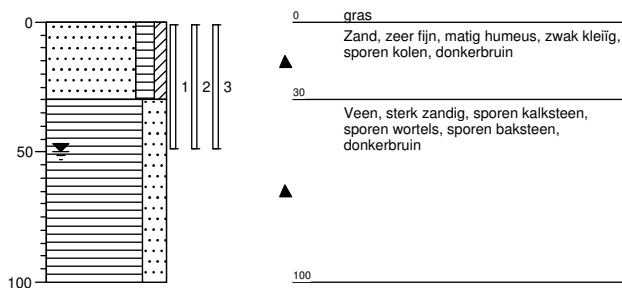 0
50
100
1 2 3
0 gras
Zand, zeer fijn, matig humeus, zwak kleiïg,
sporen kolen, donkerbruin
30
Veen, sterk zandig, sporen kalksteen,
sporen wortels, sporen baksteen,
donkerbruin
100